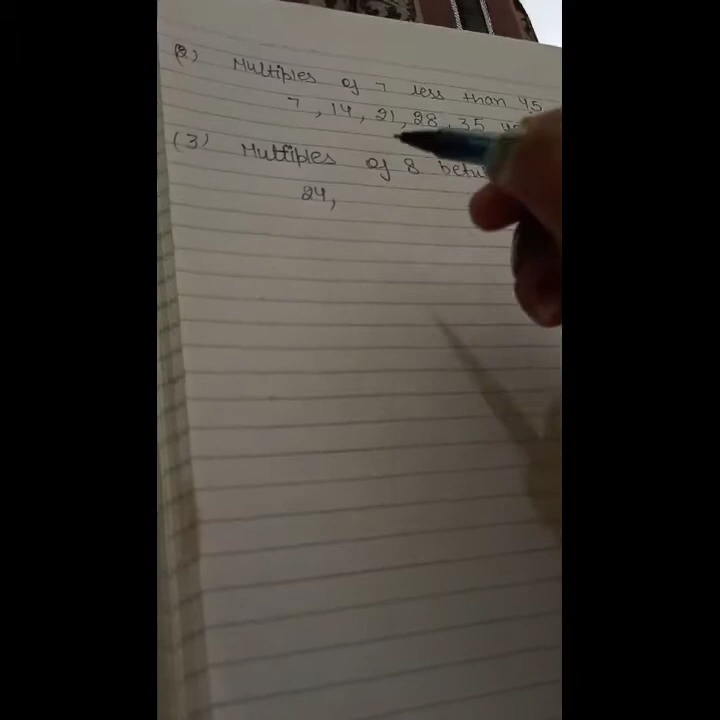 (2) Multiples of 7 less than 45
7, 14, 21, 28, 35
(3) Multiples of 8
24,